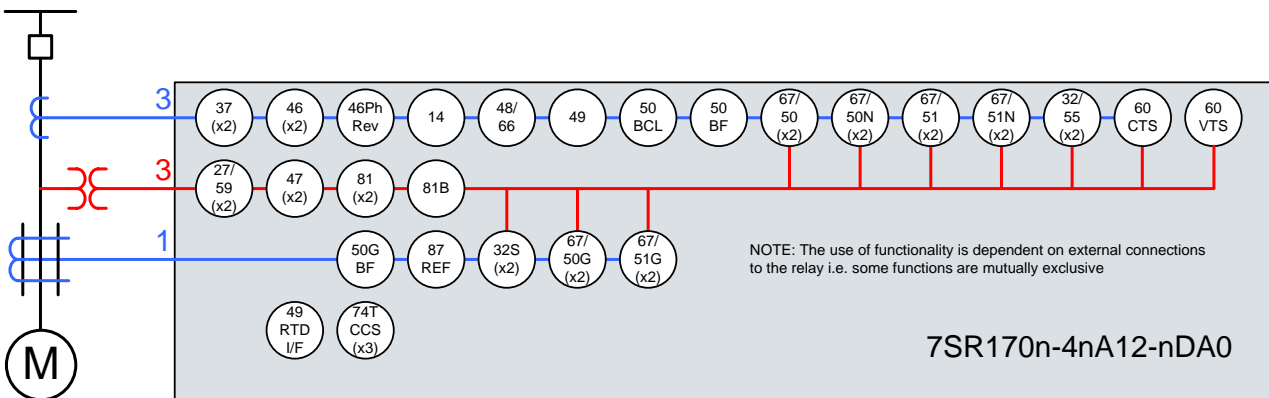 3
37
(x2)
46
(x2)
46Ph
Rev
14
48/
66
49
50
BCL
50
BF
67/
50
(x2)
67/
50N
(x2)
67/
51
(x2)
67/
51N
(x2)
32/
55
(x2)
60
CTS
60
VTS
3
27/
59
(x2)
47
(x2)
81
(x2)
81B
1
50G
BF
87
REF
32S
(x2)
67/
50G
(x2)
67/
51G
(x2)
NOTE: The use of functionality is dependent on external connections
to the relay i.e. some functions are mutually exclusive
49
RTD
I/F
74T
CCS
(x3)
7SR170n-4nA12-nDA0
M